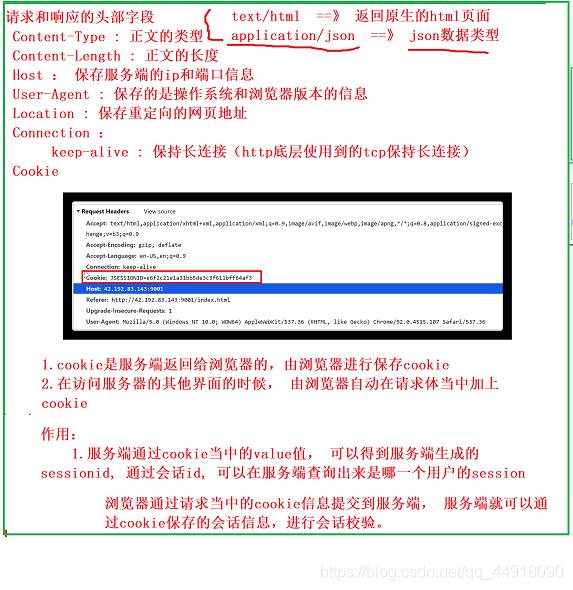 请求和响应的头部字段
text/html ==》 返回原生的html页面
Content-Type : 正文的类型
application/json ==》 json数据类型
Content-Length : 正文的长度
Host : 保存服务端的ip和端口信息
User-Agent : 保存的是操作系统和浏览器版本的信息
Location : 保存重定向的网页地址
Connection :
keep-alive : 保持长连接（http底层使用到的tcp保持长连接）
Cookie
▼ Request Headers View source
Accept: text/html,application/xhtml+xml,application/xml;q=0.9,image/avif,image/webp,image/apng,*/*;q=0.8,application/signed-exc
hange;v=b3;q=0.9
Accept-Encoding: gzip, deflate
Accept-Language: en-US,en;q=0.9
Connection: keep-alive
Cookie: JSESSIONID=e6f2c21e1a31bb5de3c3f611bff64af3
Host: 42.192.83.143:9001
Referer: http://42.192.83.143:9001/index.html
Upgrade-Insecure-Requests: 1
User-Agent: Mozilla/5.0 (Windows NT 10.0; WOW64) AppleWebKit/537.36 (KHTML, like Gecko) Chrome/92.0.4515.107 Safari/537.36
1.cookie是服务端返回给浏览器的，由浏览器进行保存cookie
2.在访问服务器的其他界面的时候， 由浏览器自动在请求体当中加上
cookie
作用：
1.服务端通过cookie当中的value值， 可以得到服务端生成的
sessionid, 通过会话id, 可以在服务端查询出来是哪一个用户的session
浏览器通过请求当中的cookie信息提交到服务端， 服务端就可以通
过cookie保存的会话信息，进行会话校验。
https://blog.csdn.net/qq_44918090